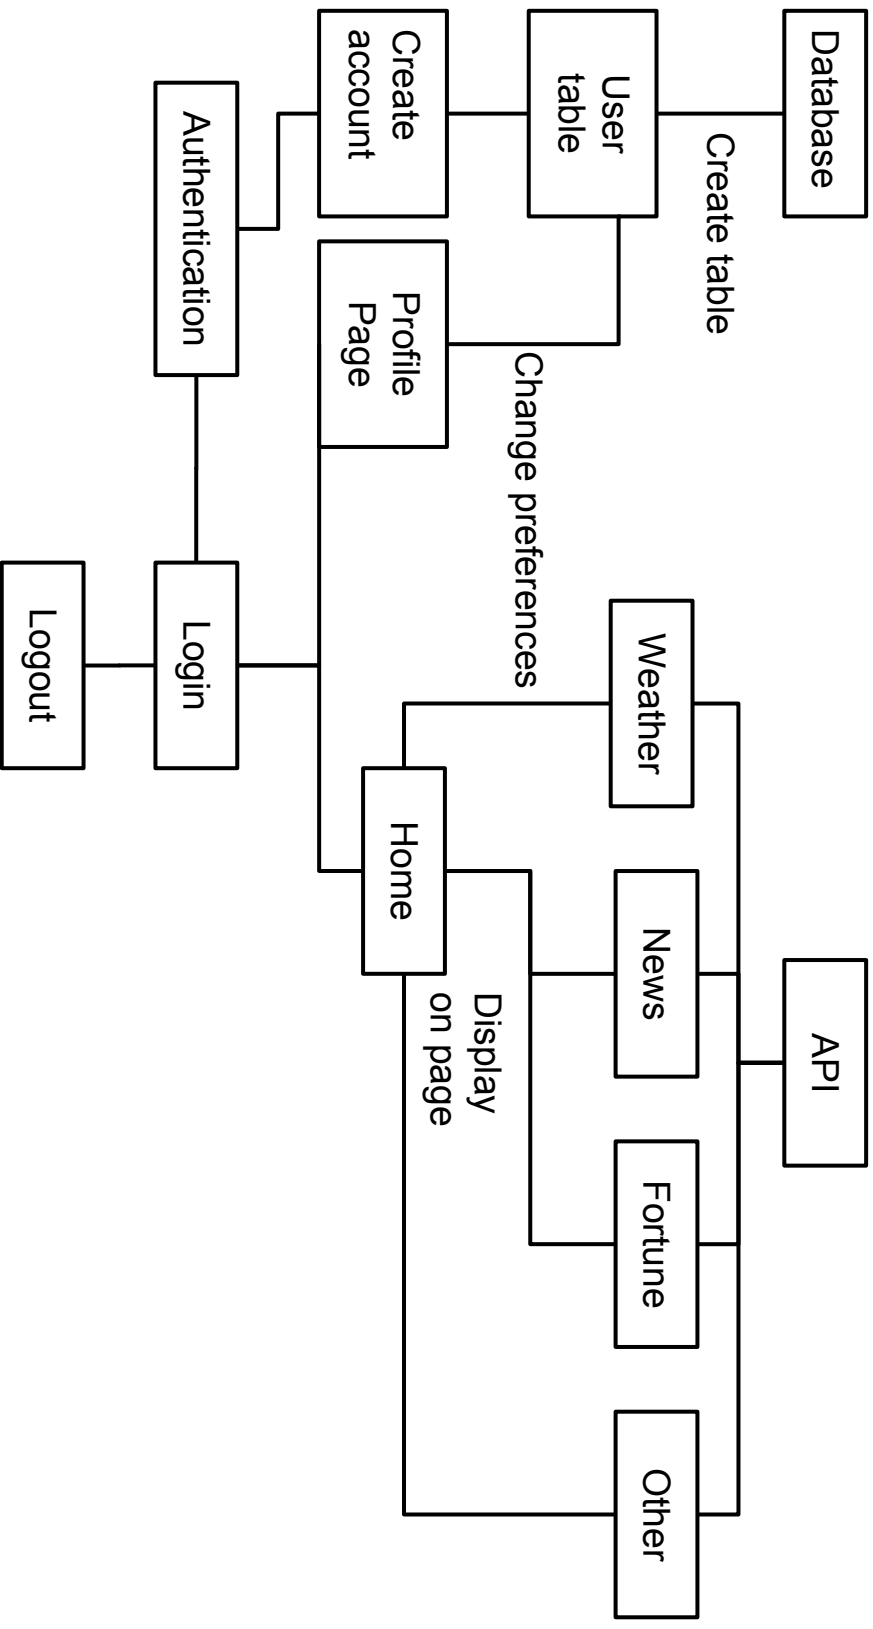 Database
API
Create table
User
table
Weather
News
Fortune
Other
Change preferences
Create
account
Profile
Page
Home
Display
on page
Authentication
Login
Logout